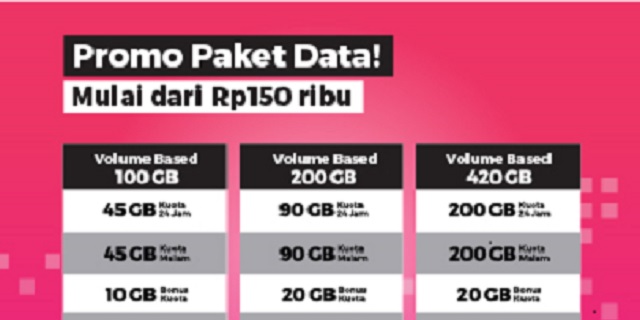 Promo Paket Data!
Mulai dari Rp150 ribu
Volume Based
100 GB
Volume Based
200 GB
Volume Based
420 GB
45 GB Kuota 24 Jam
90 GB Kuota 24 Jam
200 GB Kuota 24 Jam
45 GB Kuota Malam
90 GB Kuota Malam
200 GB Kuota Malam
10 GB Bonus Kuota
20 GB Bonus Kuota
20 GB Bonus Kuota